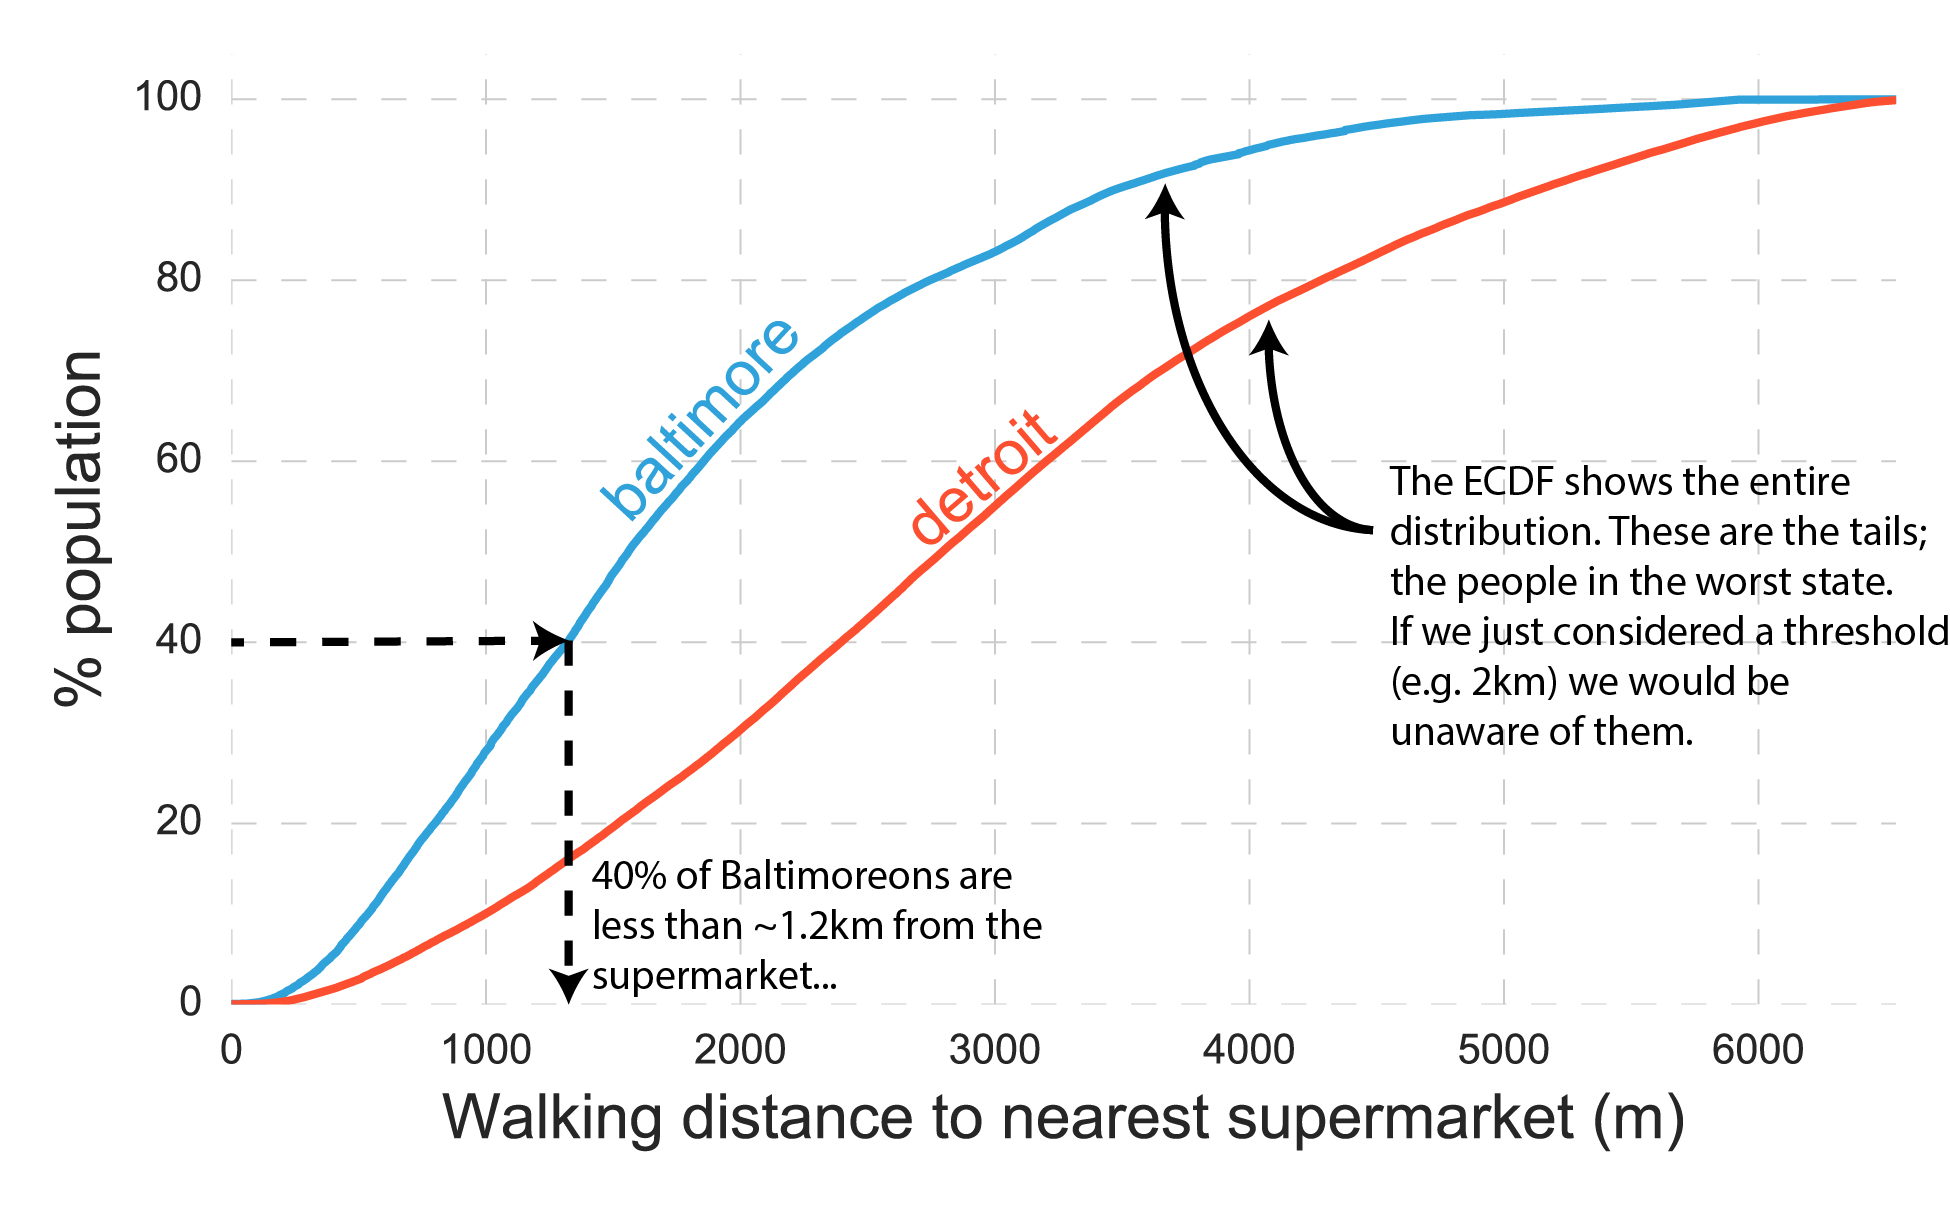 100
80
60
40
20
0
% population
baltimore
detroit
The ECDF shows the entire
distribution. These are the tails;
the people in the worst state.
If we just considered a threshold
(e.g. 2km) we would be
unaware of them.
40% of Baltimoreons are
less than ~1.2km from the
supermarket...
0 1000 2000 3000 4000 5000 6000
Walking distance to nearest supermarket (m)